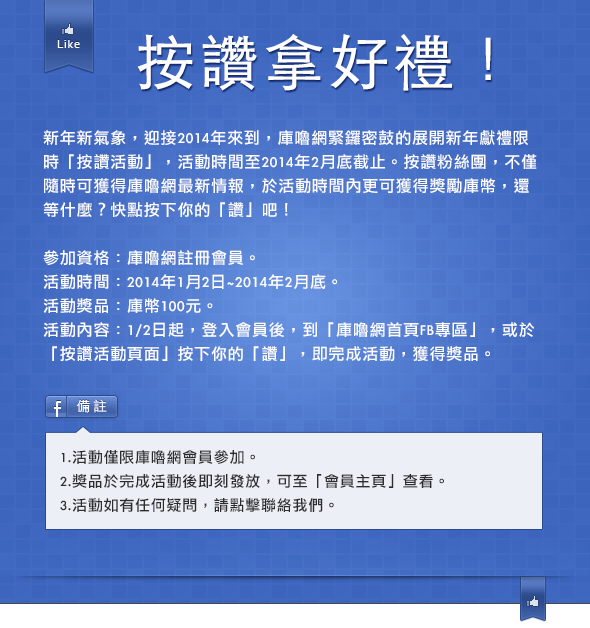 Like
按讚拿好禮！
新年新氣象，迎接2014年來到，庫嚕網緊鑼密鼓的展開新年獻禮限
時「按讚活動」，活動時間至2014年2月底截止。按讚粉絲團，不僅
隨時可獲得庫嚕網最新情報，於活動時間內更可獲得獎勵庫幣，還
等什麼？快點按下你的「讚」吧！
參加資格：庫嚕網註冊會員。
活動時間：2014年1月2日~2014年2月底。
活動獎品：庫幣100元。
活動內容：1/2日起，登入會員後，到「庫嚕網首頁FB專區」，或於
「按讚活動頁面」按下你的「讚」，即完成活動，獲得獎品。
f 備註
1.活動僅限庫嚕網會員參加。
2.獎品於完成活動後即刻發放，可至「會員主頁」查看。
3.活動如有任何疑問，請點擊聯絡我們。